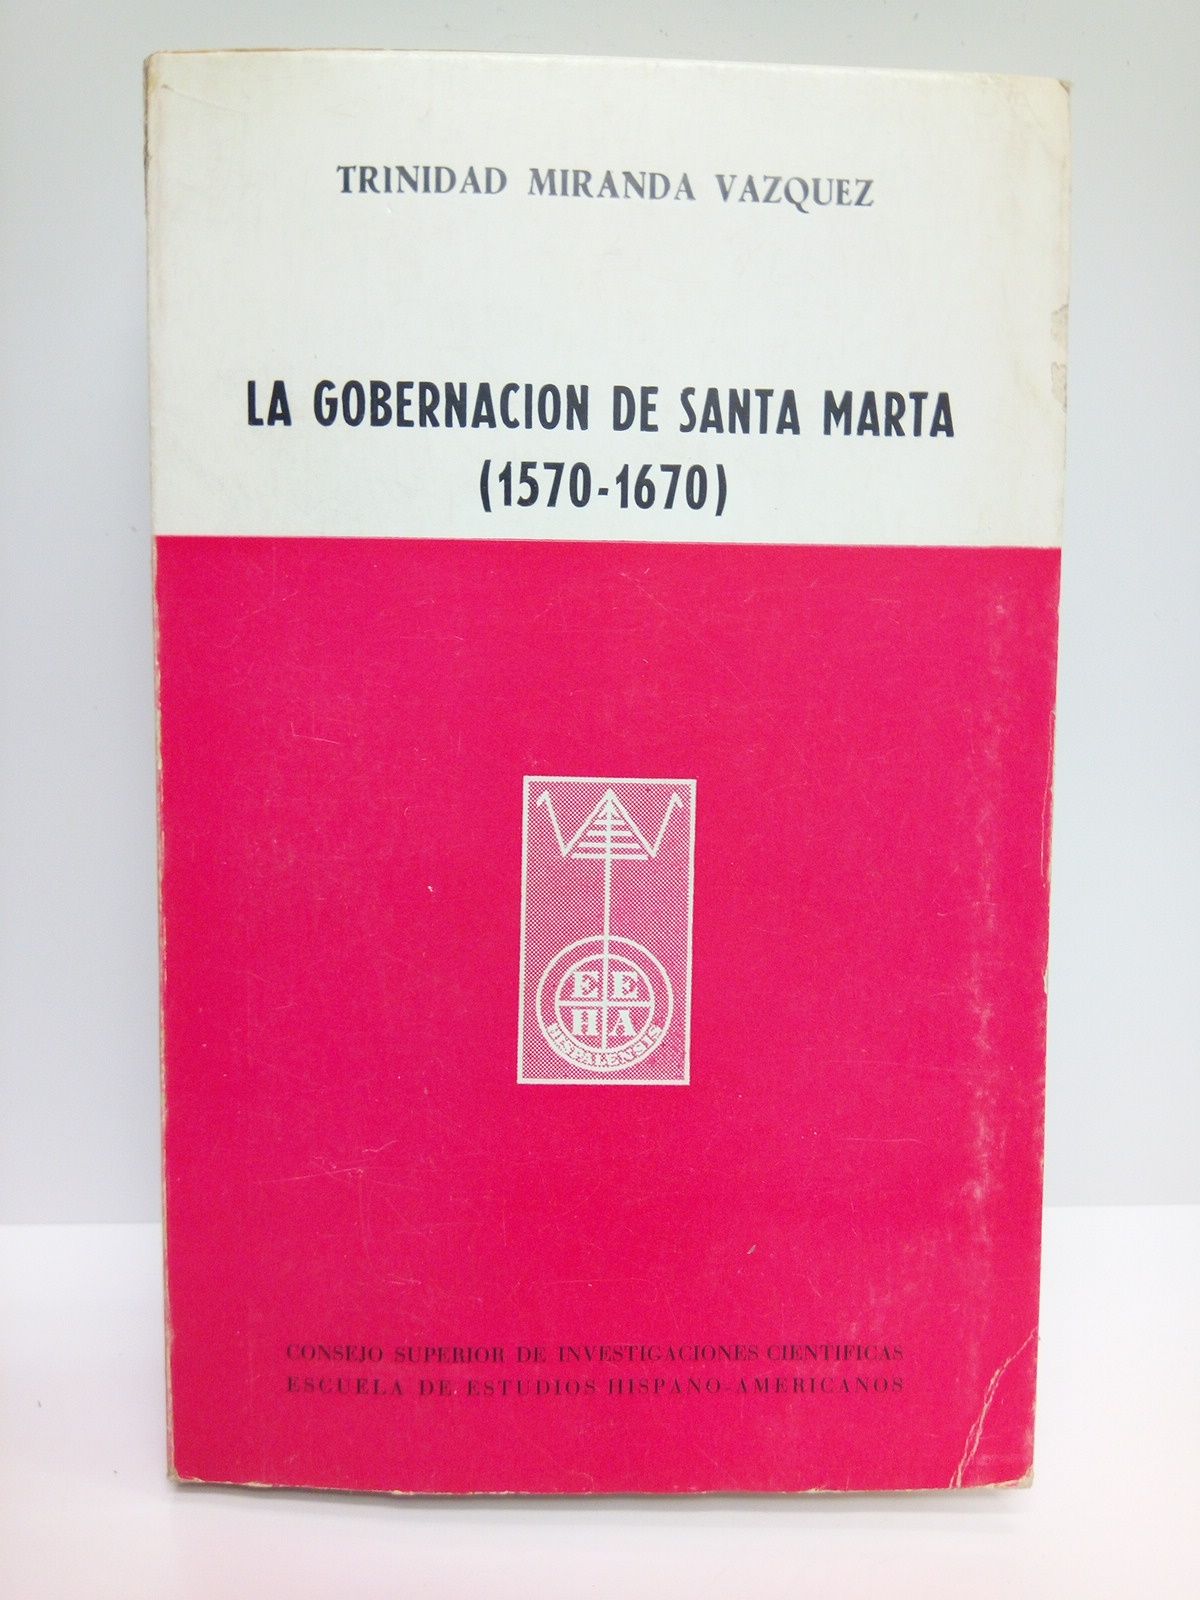 TRINIDAD MIRANDA VAZQUEZ
LA GOBERNACION DE SANTA MARTA
(1570-1670)
E E
H A
HISPALENSIS
CONSEJO SUPERIOR DE INVESTIGACIONES CIENTIFICAS
ESCUELA DE ESTUDIOS HISPANO-AMERICANOS